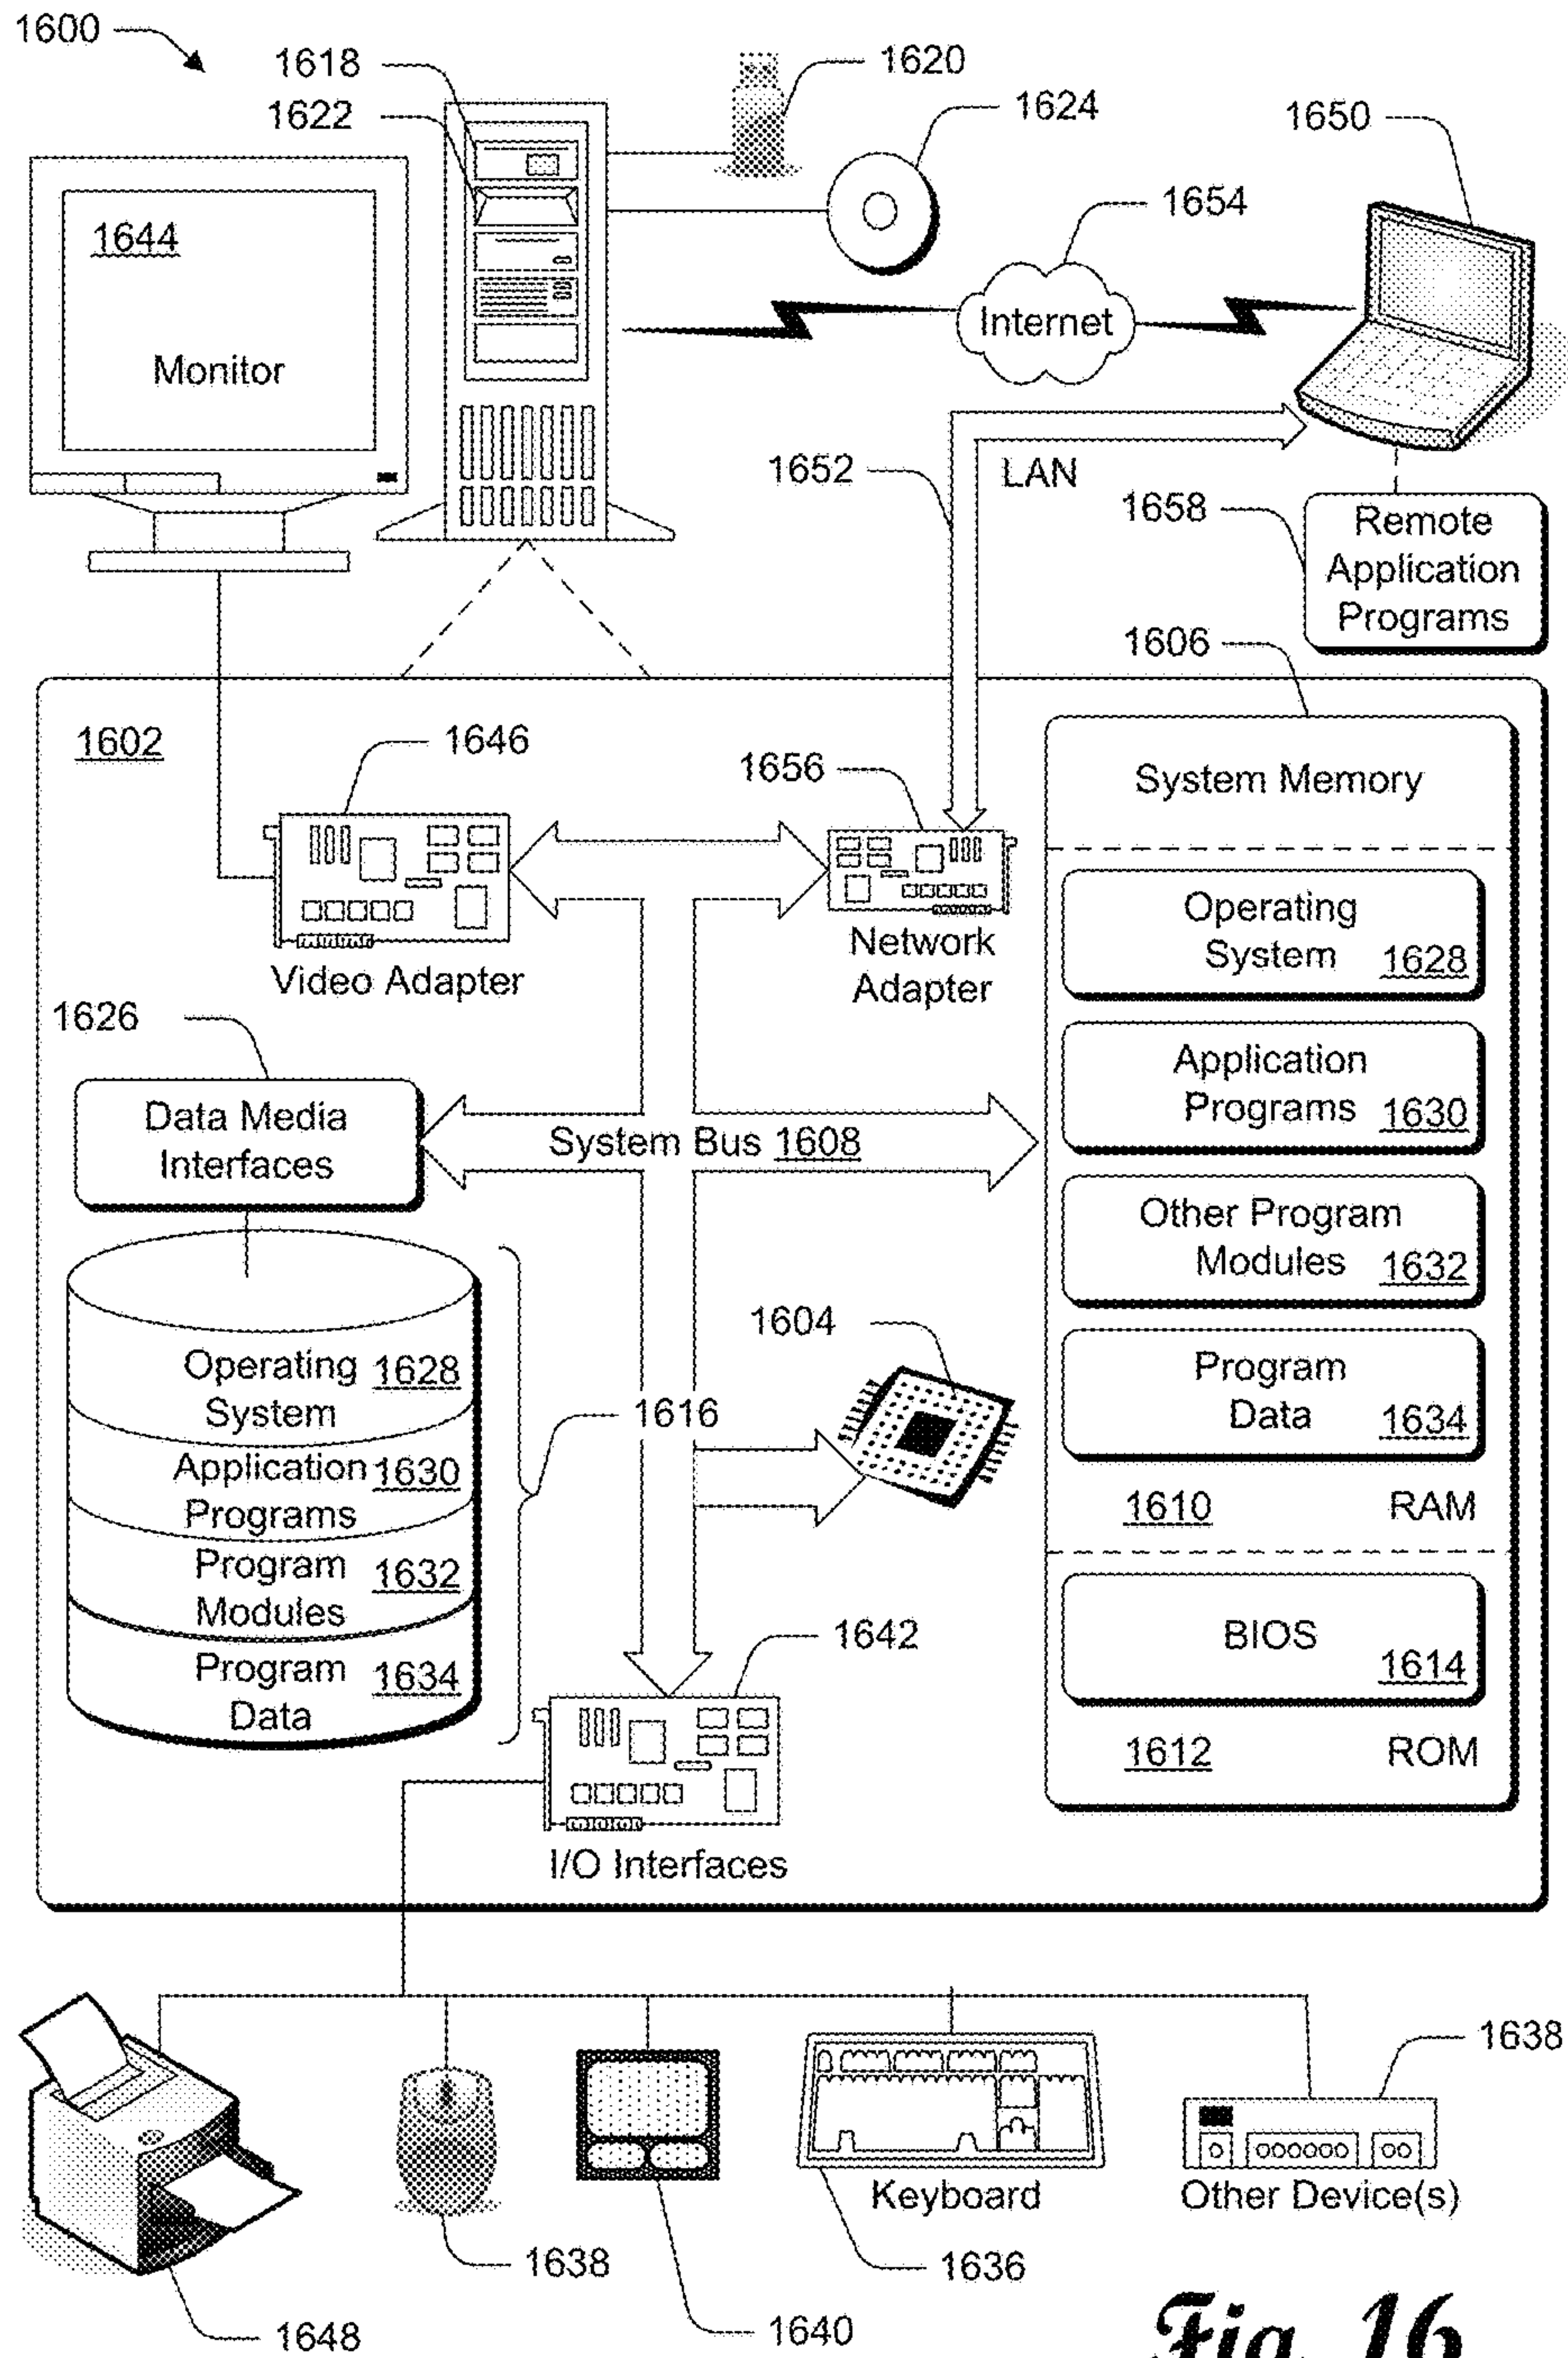 1600
1618
1620
1622
1624
1650
1654
1644
Internet
Monitor
1652
LAN
1658
Remote
Application
Programs
1606
1602
1646
1656
System Memory
Operating
System 1628
Network
Adapter
Video Adapter
1626
Application
Programs 1630
Data Media
Interfaces
System Bus 1608
Other Program
Modules 1632
1604
Operating 1628
System
Program
Data 1634
1616
Application 1630
Programs
1610 RAM
Program 1632
Modules
BIOS
1614
1642
Program 1634
Data
1612 ROM
I/O Interfaces
1638
Keyboard
Other Device(s)
1638
1636
1648
1640
Fig. 16